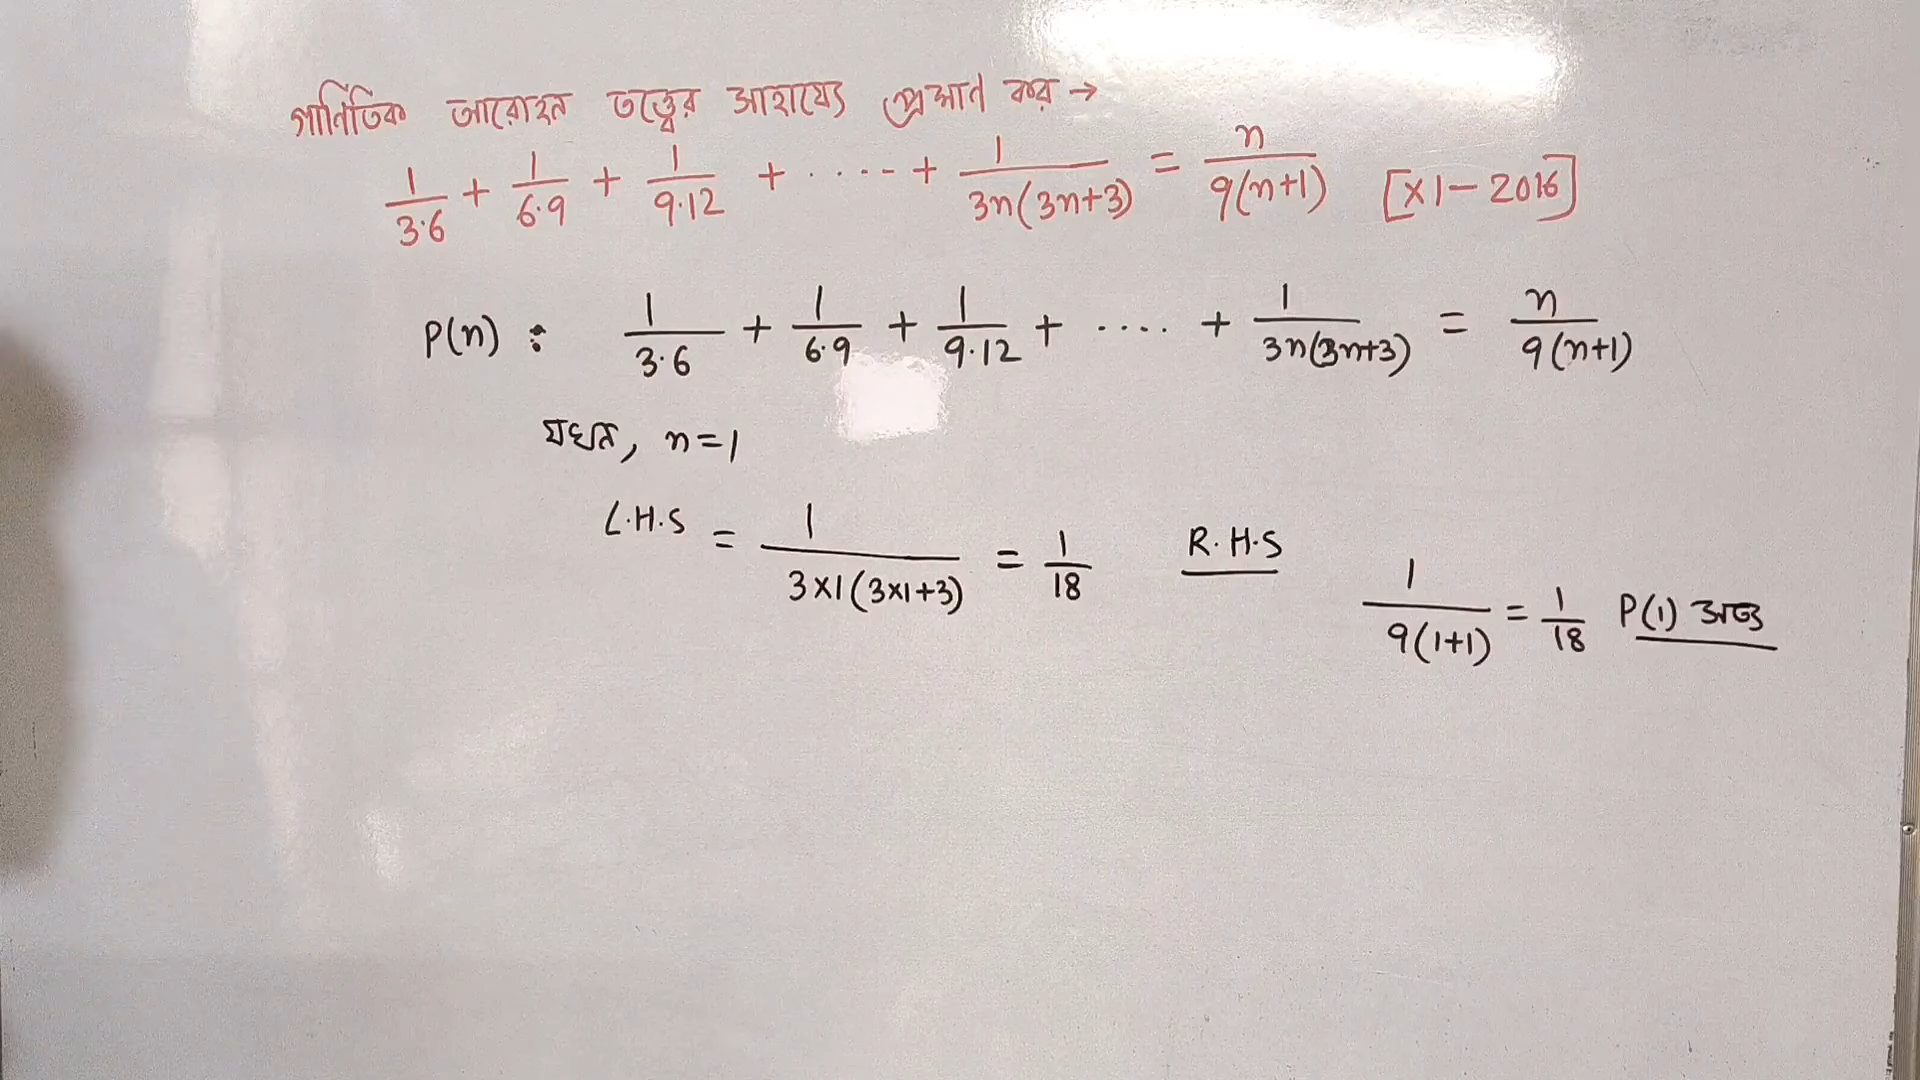 গাণিতিক আরোহন তত্ত্বের সাহায্যে প্রমাণ কর →
1/3·6 + 1/6·9 + 1/9·12 + ..... + 1/3n(3n+3) = n/9(n+1) [XI - 2016]
P(n) : 1/3·6 + 1/6·9 + 1/9·12 + .... + 1/3n(3n+3) = n/9(n+1)
যখন, n=1
L.H.S = 1/3×1(3×1+3) = 1/18 R.H.S 1/9(1+1) = 1/18 P(1) সত্য